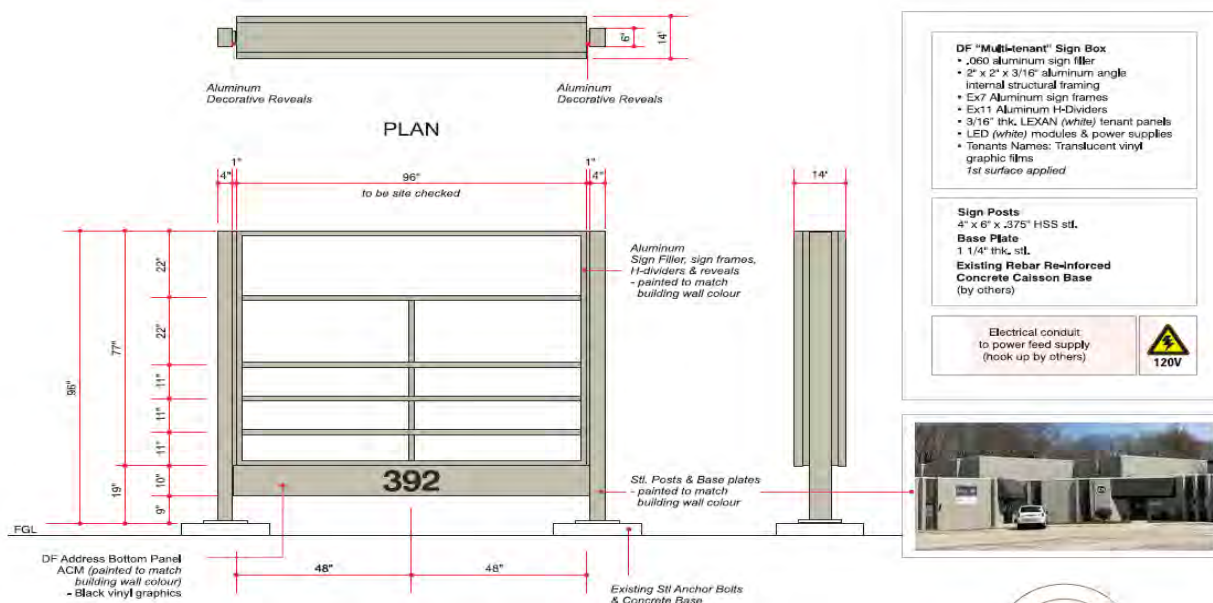 6"
14"
Aluminum
Decorative Reveals
Aluminum
Decorative Reveals
PLAN
1"
4"
96"
1"
4"
to be site checked
14"
96"
77"
22"
22"
11"
11"
11"
19"
10"
9"
392
FGL
48"
48"
Aluminum
Sign Filler, sign frames,
H-dividers & reveals
- painted to match
building wall colour
Stl. Posts & Base plates
- painted to match
building wall colour
DF Address Bottom Panel
ACM (painted to match
building wall colour)
- Black vinyl graphics
Existing Stl Anchor Bolts
& Concrete Base
DF "Multi-tenant" Sign Box
• .060 aluminum sign filler
• 2" x 2" x 3/16" aluminum angle
internal structural framing
• Ex7 Aluminum sign frames
• Ex11 Aluminum H-Dividers
• 3/16" thk. LEXAN (white) tenant panels
• LED (white) modules & power supplies
• Tenants Names: Translucent vinyl
graphic films
1st surface applied
Sign Posts
4" x 6" x .375" HSS stl.
Base Plate
1 1/4" thk. stl.
Existing Rebar Re-inforced
Concrete Caisson Base
(by others)
Electrical conduit
to power feed supply
(hook up by others)
120V